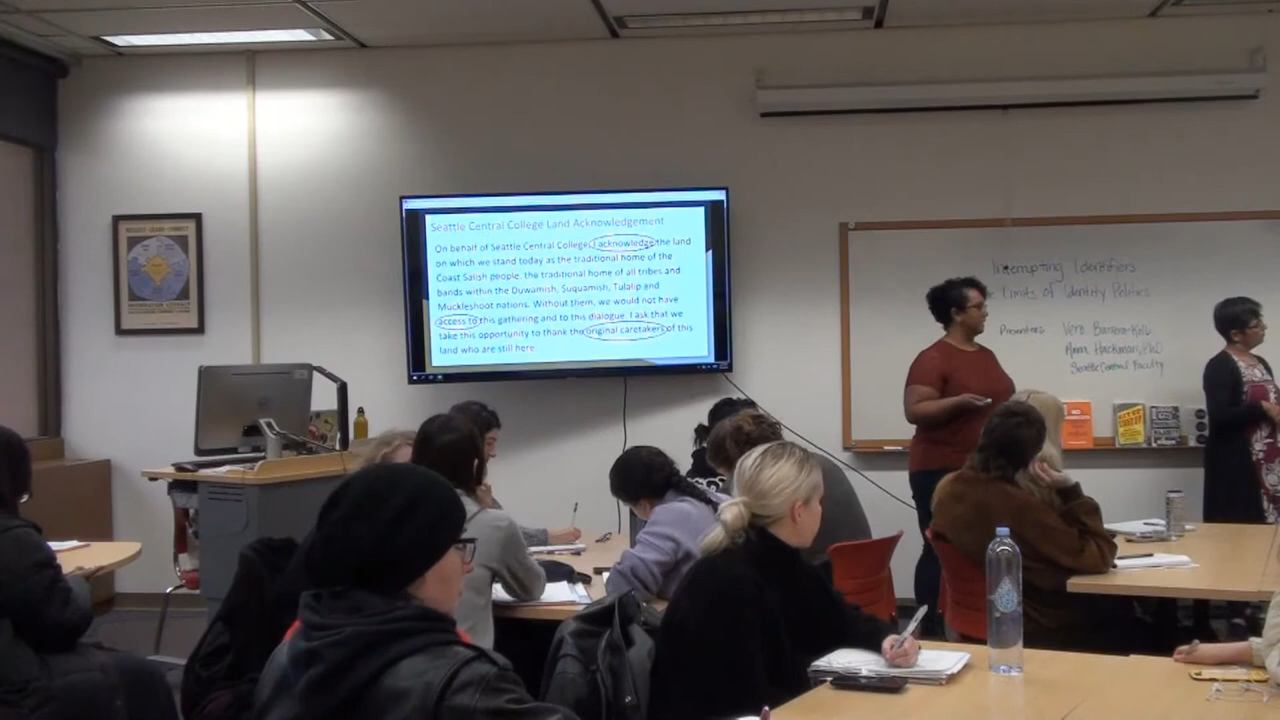 Seattle Central College Land Acknowledgement
On behalf of Seattle Central College, I acknowledge the land
on which we stand today as the traditional home of the
Coast Salish people, the traditional home of all tribes and
bands within the Duwamish, Suquamish, Tulalip and
Muckleshoot nations. Without them, we would not have
access to this gathering and to this dialogue. I ask that we
take this opportunity to thank the original caretakers of this
land who are still here.
Interrupting Identifiers
Limits of Identity Politics
Presenters
PhD
Seattle Central Faculty